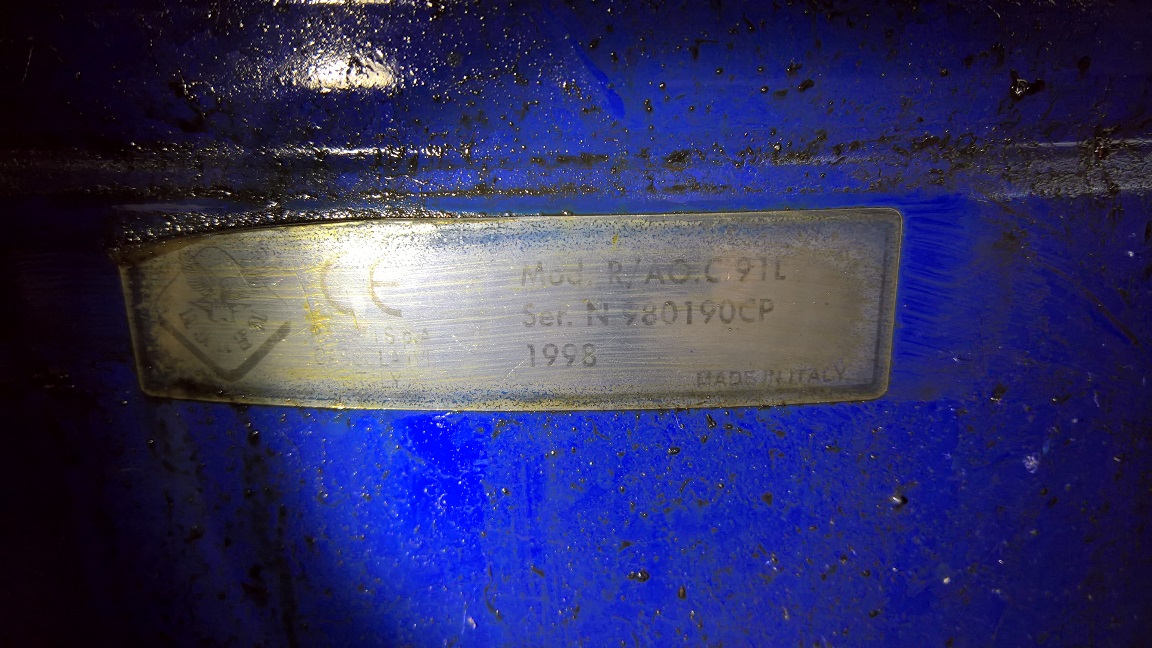 CE
Mod. R/AO.C 91L
Ser. N 980190CP
1998
MADE IN ITALY